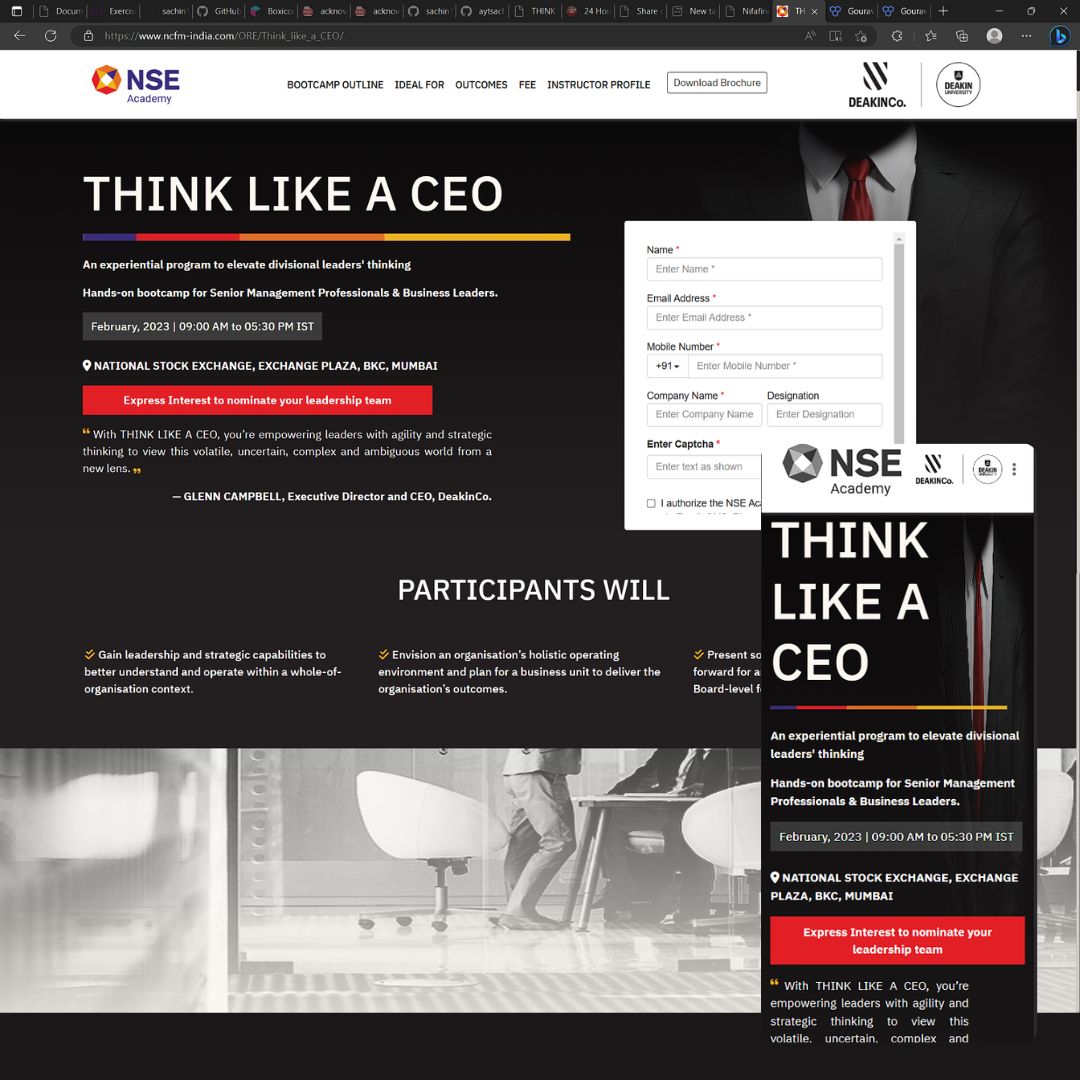 Docum
Exercis
sachin
GitHub
Boxico
acknow
acknov
sachin
aytsacl
THINK
24 Hou
Share
New ta
Nifafin
TH
Gourav
Gourav
https://www.ncfm-india.com/ORE/Think_like_a_CEO/
NSE
Academy
BOOTCAMP OUTLINE IDEAL FOR OUTCOMES FEE INSTRUCTOR PROFILE Download Brochure
DEAKINCo.
DEAKIN
UNIVERSITY
THINK LIKE A CEO
An experiential program to elevate divisional leaders' thinking
Hands-on bootcamp for Senior Management Professionals & Business Leaders.
February, 2023 | 09:00 AM to 05:30 PM IST
NATIONAL STOCK EXCHANGE, EXCHANGE PLAZA, BKC, MUMBAI
Express Interest to nominate your leadership team
“ With THINK LIKE A CEO, you’re empowering leaders with agility and strategic
thinking to view this volatile, uncertain, complex and ambiguous world from a
new lens. ”
— GLENN CAMPBELL, Executive Director and CEO, DeakinCo.
Name *
Enter Name *
Email Address *
Enter Email Address *
Mobile Number *
+91 Enter Mobile Number *
Company Name * Designation
Enter Company Name Enter Designation
Enter Captcha *
Enter text as shown
I authorize the NSE Aca
PARTICIPANTS WILL
Gain leadership and strategic capabilities to
better understand and operate within a whole-of-
organisation context.
Envision an organisation’s holistic operating
environment and plan for a business unit to deliver the
organisation’s outcomes.
Present so
forward for a
Board-level f
NSE
Academy
DEAKINCo.
DEAKIN
UNIVERSITY
THINK
LIKE A
CEO
An experiential program to elevate divisional
leaders' thinking
Hands-on bootcamp for Senior Management
Professionals & Business Leaders.
February, 2023 | 09:00 AM to 05:30 PM IST
NATIONAL STOCK EXCHANGE, EXCHANGE
PLAZA, BKC, MUMBAI
Express Interest to nominate your
leadership team
“ With THINK LIKE A CEO, you’re
empowering leaders with agility and
strategic thinking to view this
volatile, uncertain, complex and